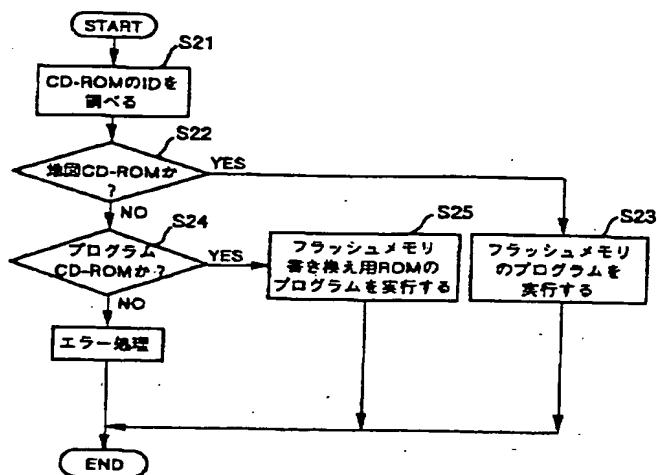 START
S21
CD-ROMのIDを
調べる
S22
地図CD-ROMか
?
YES
NO
S24
プログラム
CD-ROMか?
YES
NO
S25
フラッシュメモリ
書き換え用ROMの
プログラムを実行する
S23
フラッシュメモリ
のプログラムを
実行する
エラー処理
END